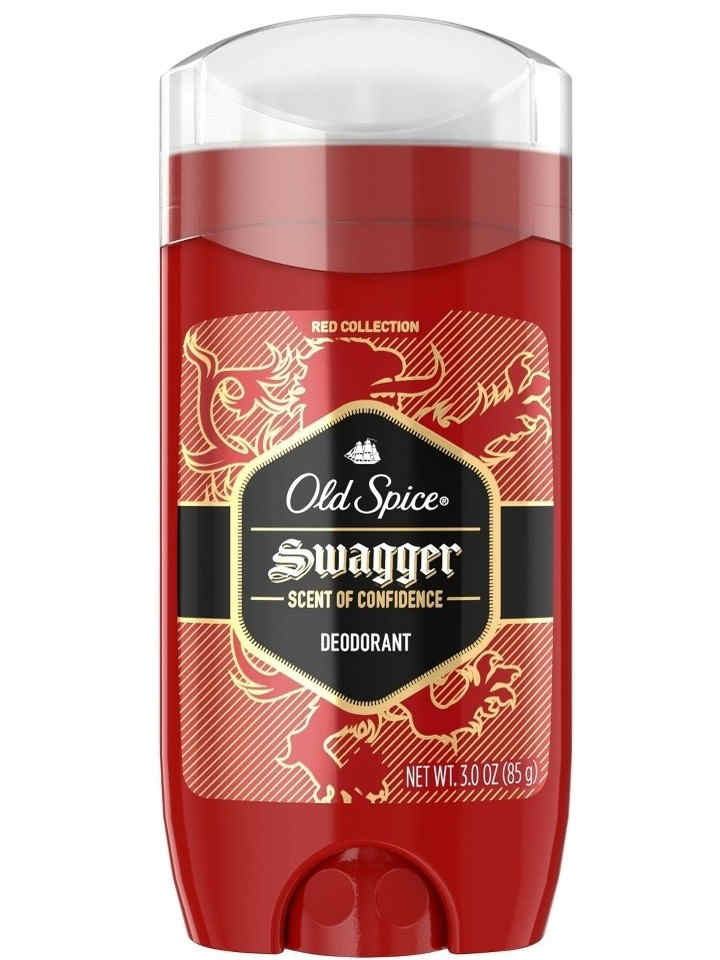 RED COLLECTION
Old Spice®
Swagger
SCENT OF CONFIDENCE
DEODORANT
NET WT. 3.0 OZ (85 g)